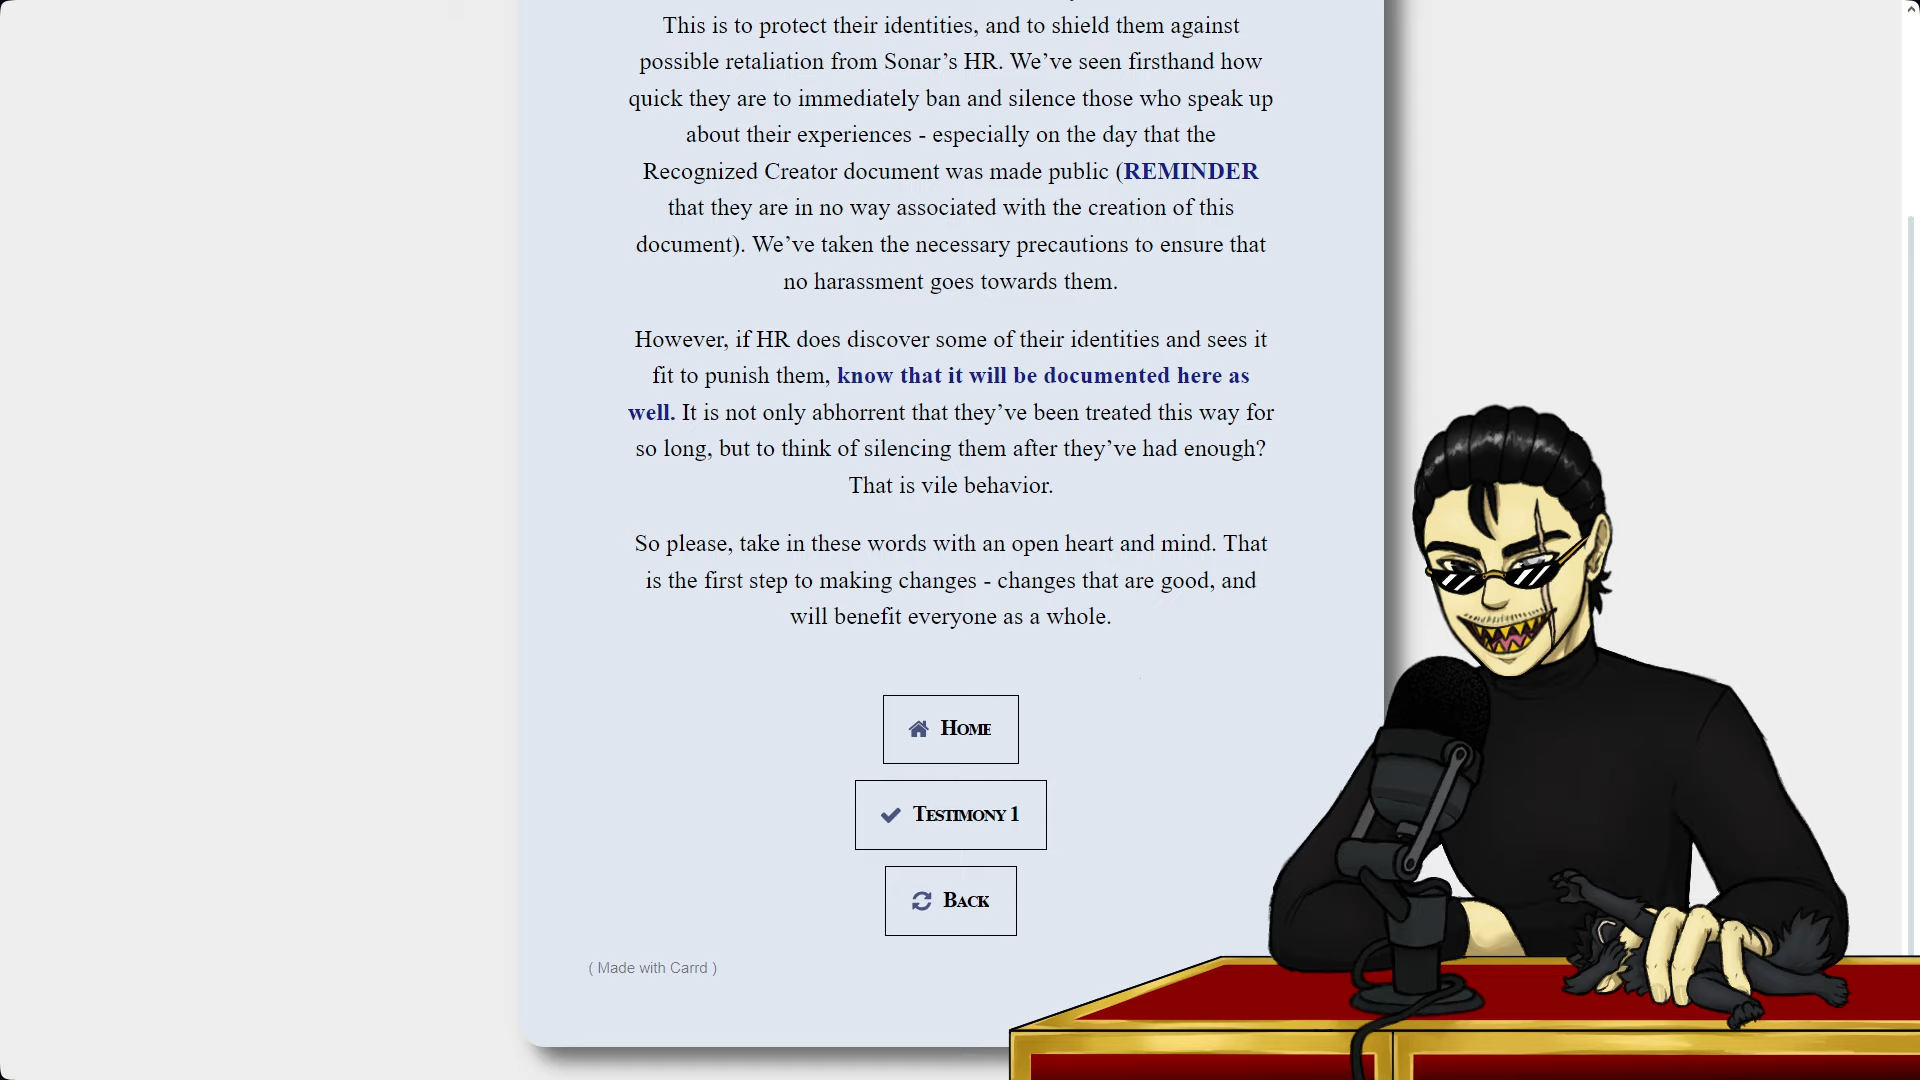 This is to protect their identities, and to shield them against
possible retaliation from Sonar’s HR. We’ve seen firsthand how
quick they are to immediately ban and silence those who speak up
about their experiences - especially on the day that the
Recognized Creator document was made public (REMINDER
that they are in no way associated with the creation of this
document). We’ve taken the necessary precautions to ensure that
no harassment goes towards them.
However, if HR does discover some of their identities and sees it
fit to punish them, know that it will be documented here as
well. It is not only abhorrent that they’ve been treated this way for
so long, but to think of silencing them after they’ve had enough?
That is vile behavior.
So please, take in these words with an open heart and mind. That
is the first step to making changes - changes that are good, and
will benefit everyone as a whole.
Home
Testimony 1
Back
( Made with Carrd )